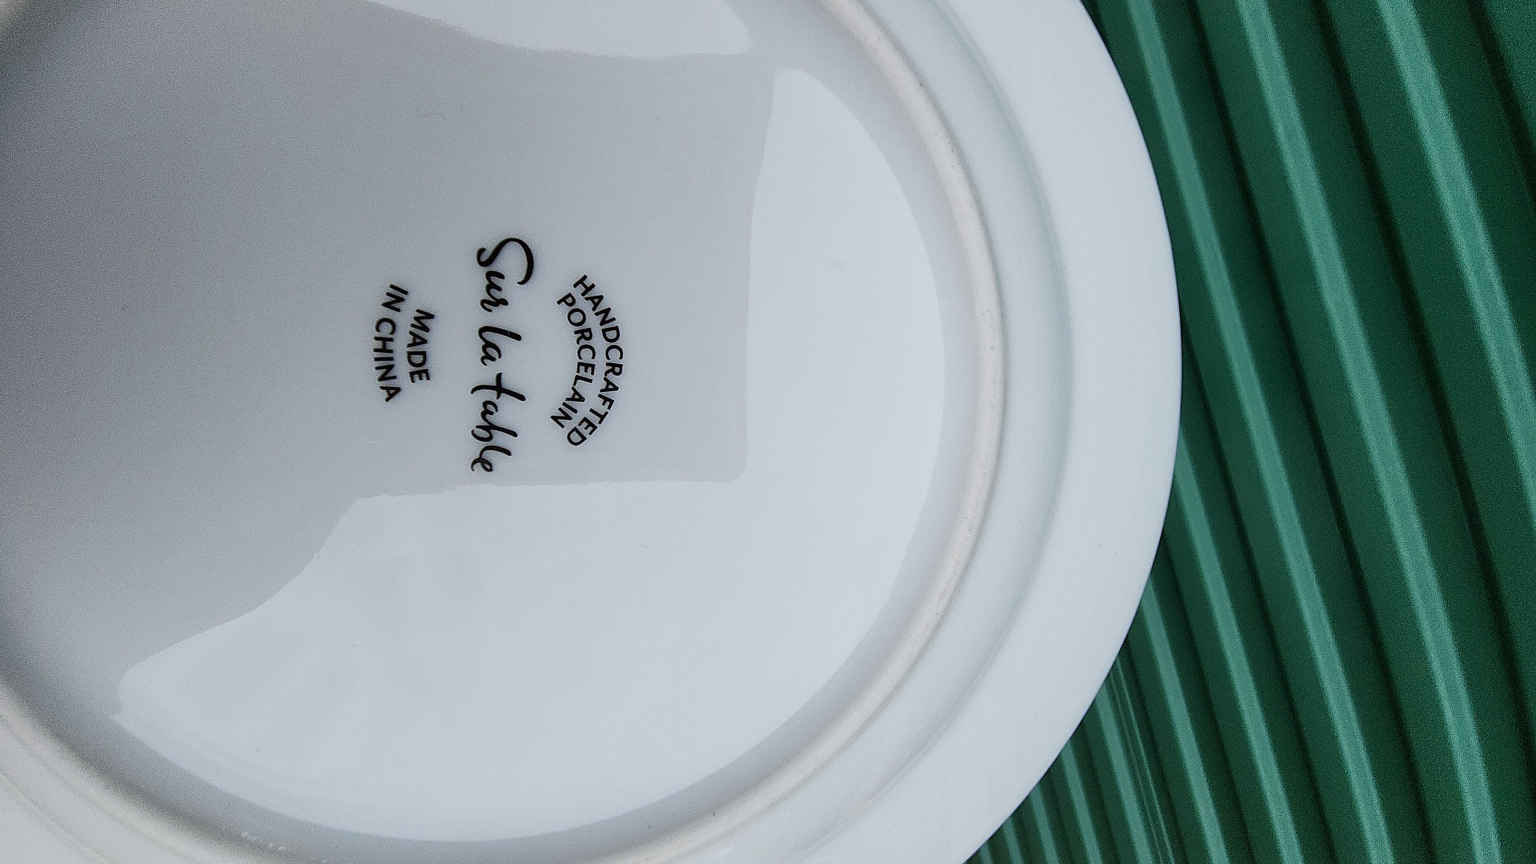 HANDCRAFTED
PORCELAIN
Sur la table
MADE
IN CHINA